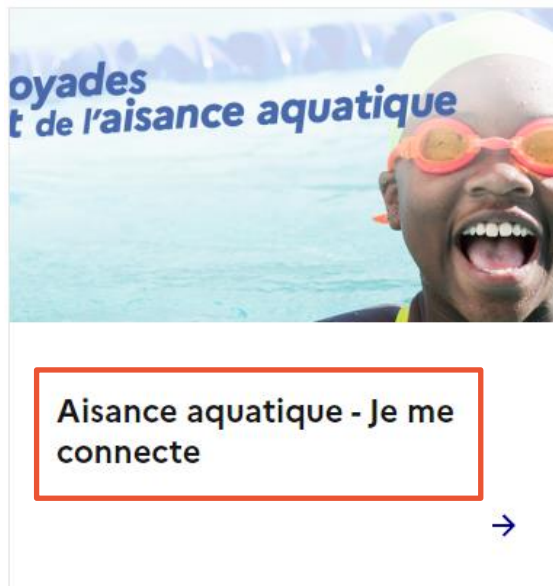 oyades
t de l'aisance aquatique
Aisance aquatique - Je me
connecte